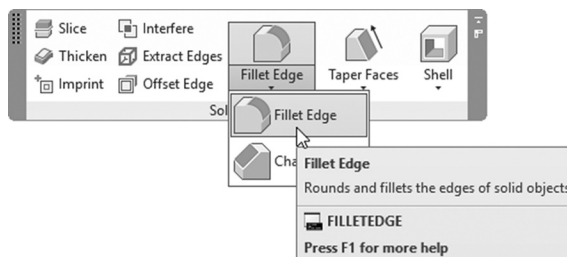 Slice
Interfere
Thicken
Extract Edges
Imprint
Offset Edge
Fillet Edge
Taper Faces
Shell
Fillet Edge
Fillet Edge
Rounds and fillets the edges of solid objects
FILLETEDGE
Press F1 for more help